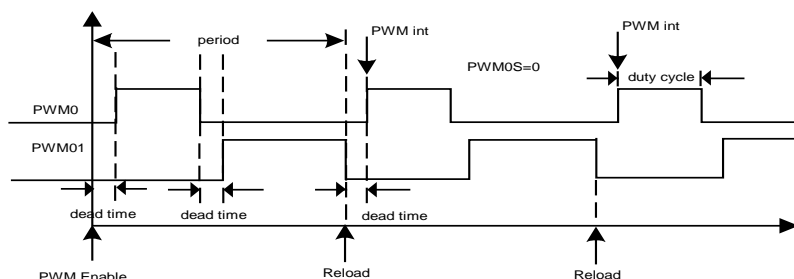 period
PWM int
PWM int
PWM0S=0
duty cycle
PWM0
PWM01
dead time
dead time
dead time
PWM Enable
Reload
Reload